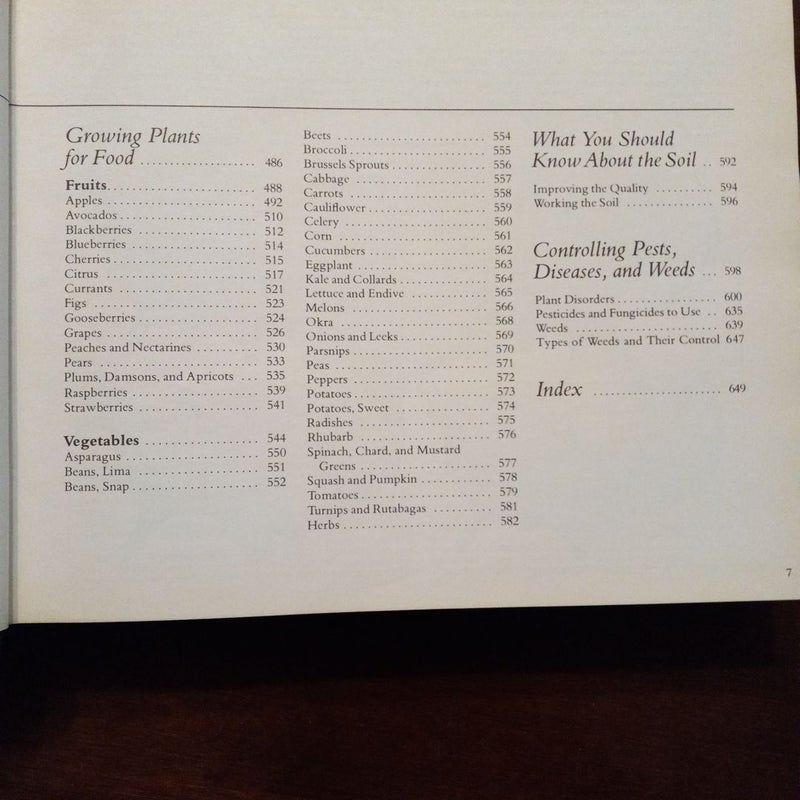 Growing Plants
for Food ................... 486
Fruits......................... 488
Apples ........................ 492
Avocados ...................... 510
Blackberries .................. 512
Blueberries ................... 514
Cherries ...................... 515
Citrus ........................ 517
Currants ...................... 521
Figs .......................... 523
Gooseberries .................. 524
Grapes ........................ 526
Peaches and Nectarines .......... 530
Pears ......................... 533
Plums, Damsons, and Apricots ... 535
Raspberries ................... 539
Strawberries .................. 541
Vegetables .................. 544
Asparagus ..................... 550
Beans, Lima ................... 551
Beans, Snap ................... 552
Beets ........................ 554
Broccoli ...................... 555
Brussels Sprouts ............... 556
Cabbage ...................... 557
Carrots ....................... 558
Cauliflower .................... 559
Celery ........................ 560
Corn ......................... 561
Cucumbers .................... 562
Eggplant ...................... 563
Kale and Collards .............. 564
Lettuce and Endive ............ 565
Melons ....................... 566
Okra ......................... 568
Onions and Leeks .............. 569
Parsnips ...................... 570
Peas .......................... 571
Peppers ....................... 572
Potatoes ...................... 573
Potatoes, Sweet ............... 574
Radishes ...................... 575
Rhubarb ...................... 576
Spinach, Chard, and Mustard
Greens ..................... 577
Squash and Pumpkin ........... 578
Tomatoes ..................... 579
Turnips and Rutabagas .......... 581
Herbs ......................... 582
What You Should
Know About the Soil .. 592
Improving the Quality .......... 594
Working the Soil ............... 596
Controlling Pests,
Diseases, and Weeds ... 598
Plant Disorders ................. 600
Pesticides and Fungicides to Use .. 635
Weeds ........................ 639
Types of Weeds and Their Control 647
Index ...................... 649
7